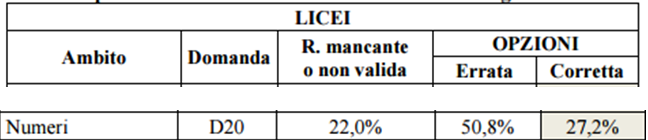 LICEI
Ambito Domanda R. mancante o non valida OPZIONI
Errata Corretta
Numeri D20 22,0% 50,8% 27,2%